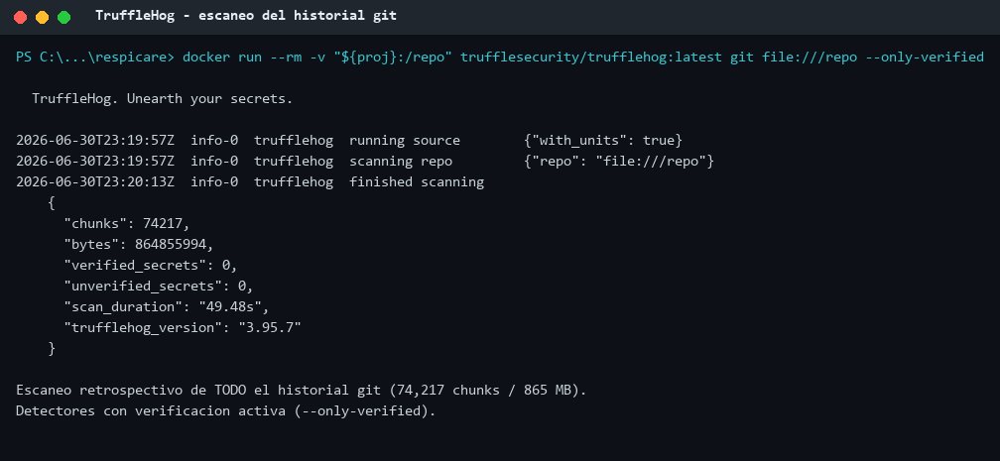 TruffleHog - escaneo del historial git
PS C:\...\respicare> docker run --rm -v "${proj}:/repo" trufflesecurity/trufflehog:latest git file:///repo --only-verified
TruffleHog. Unearth your secrets.
2026-06-30T23:19:57Z  info-0  trufflehog  running source        {"with_units": true}
2026-06-30T23:19:57Z  info-0  trufflehog  scanning repo         {"repo": "file:///repo"}
2026-06-30T23:20:13Z  info-0  trufflehog  finished scanning
{
"chunks": 74217,
"bytes": 864855994,
"verified_secrets": 0,
"unverified_secrets": 0,
"scan_duration": "49.48s",
"trufflehog_version": "3.95.7"
}
Escaneo retrospectivo de TODO el historial git (74,217 chunks / 865 MB).
Detectores con verificacion activa (--only-verified).